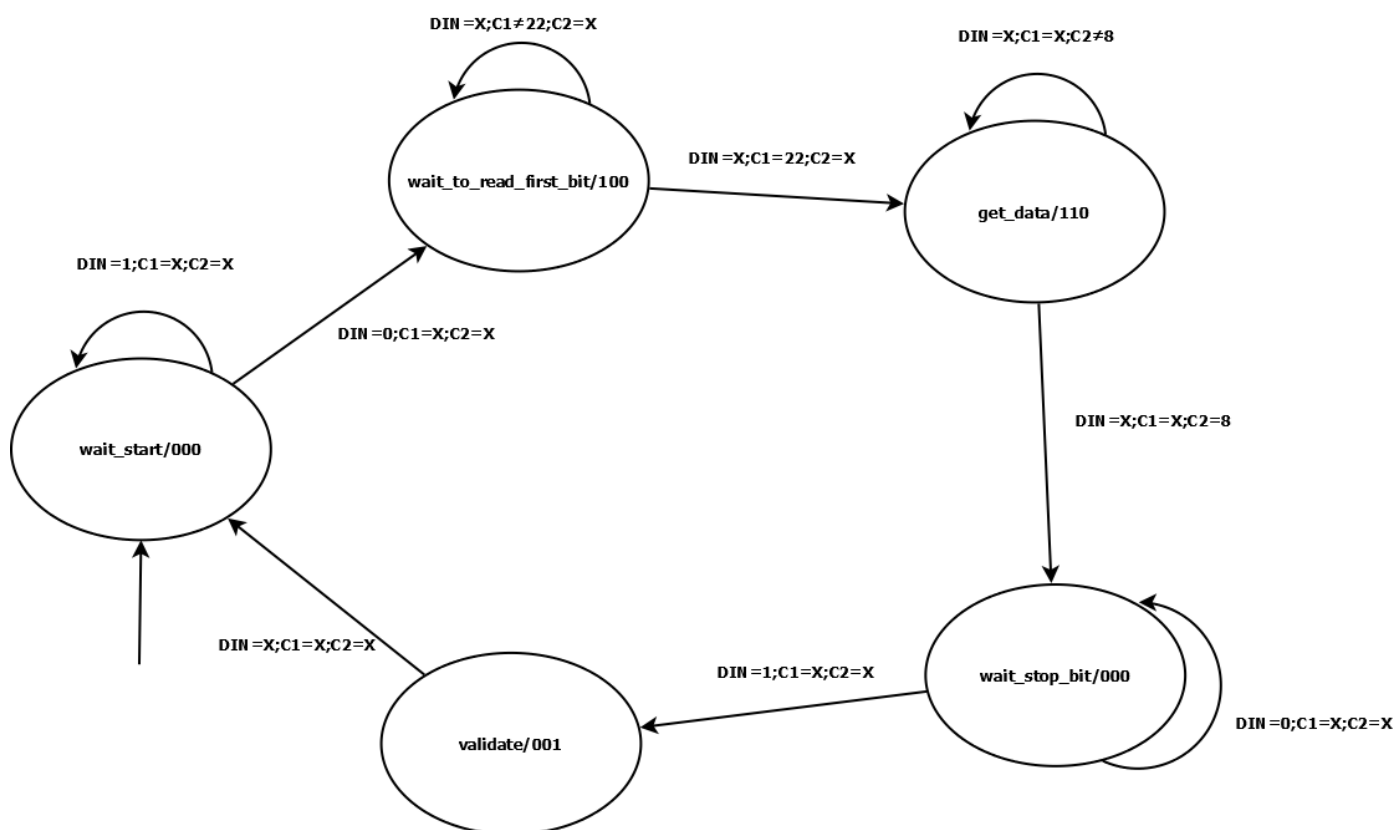 DIN=X;C1≠22;C2=X
DIN=X;C1=X;C2≠8
wait_to_read_first_bit/100
DIN=X;C1=22;C2=X
get_data/110
DIN=1;C1=X;C2=X
DIN=0;C1=X;C2=X
DIN=X;C1=X;C2=8
wait_start/000
DIN=X;C1=X;C2=X
DIN=1;C1=X;C2=X
wait_stop_bit/000
DIN=0;C1=X;C2=X
validate/001